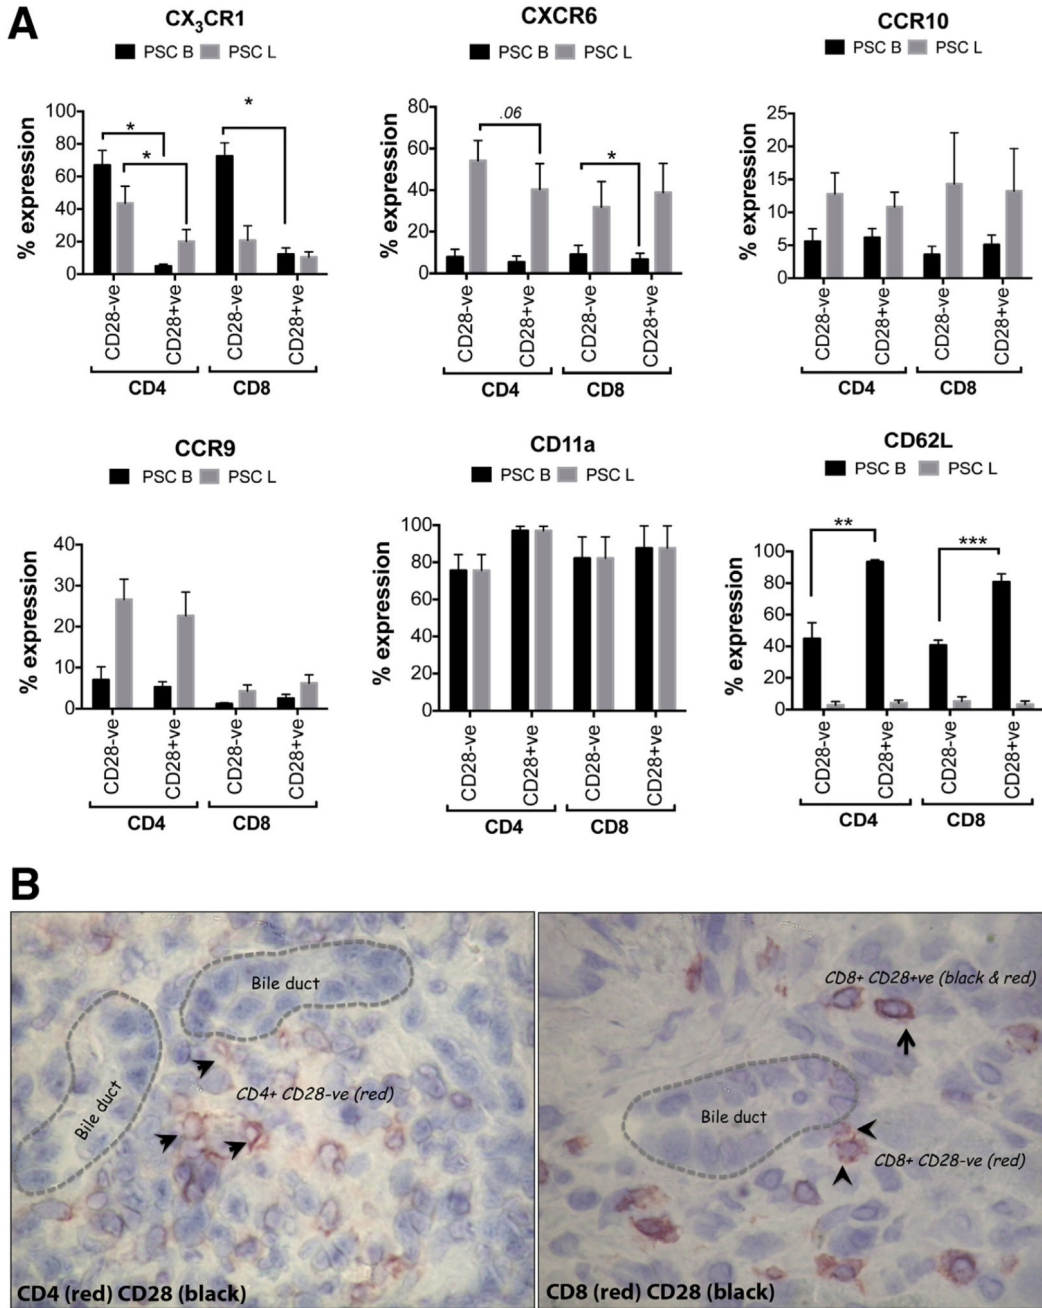 A
CX3CR1
PSC B PSC L
% expression
100
80
60
40
20
0
*
*
*
CD28-ve
CD28+ve
CD28-ve
CD28+ve
CD4
CD8
CXCR6
PSC B PSC L
% expression
80
60
40
20
0
.06
*
CD28-ve
CD28+ve
CD28-ve
CD28+ve
CD4
CD8
CCR10
PSC B PSC L
% expression
25
20
15
10
5
0
CD28-ve
CD28+ve
CD28-ve
CD28+ve
CD4
CD8
CCR9
PSC B PSC L
% expression
40
30
20
10
0
CD28-ve
CD28+ve
CD28-ve
CD28+ve
CD4
CD8
CD11a
PSC B PSC L
% expression
100
80
60
40
20
0
CD28-ve
CD28+ve
CD28-ve
CD28+ve
CD4
CD8
CD62L
PSC B PSC L
% expression
100
80
60
40
20
0
**
***
CD28-ve
CD28+ve
CD28-ve
CD28+ve
CD4
CD8
B
Bile duct
Bile duct
CD4+ CD28-ve (red)
CD4 (red) CD28 (black)
CD8+ CD28+ve (black & red)
Bile duct
CD8+ CD28-ve (red)
CD8 (red) CD28 (black)